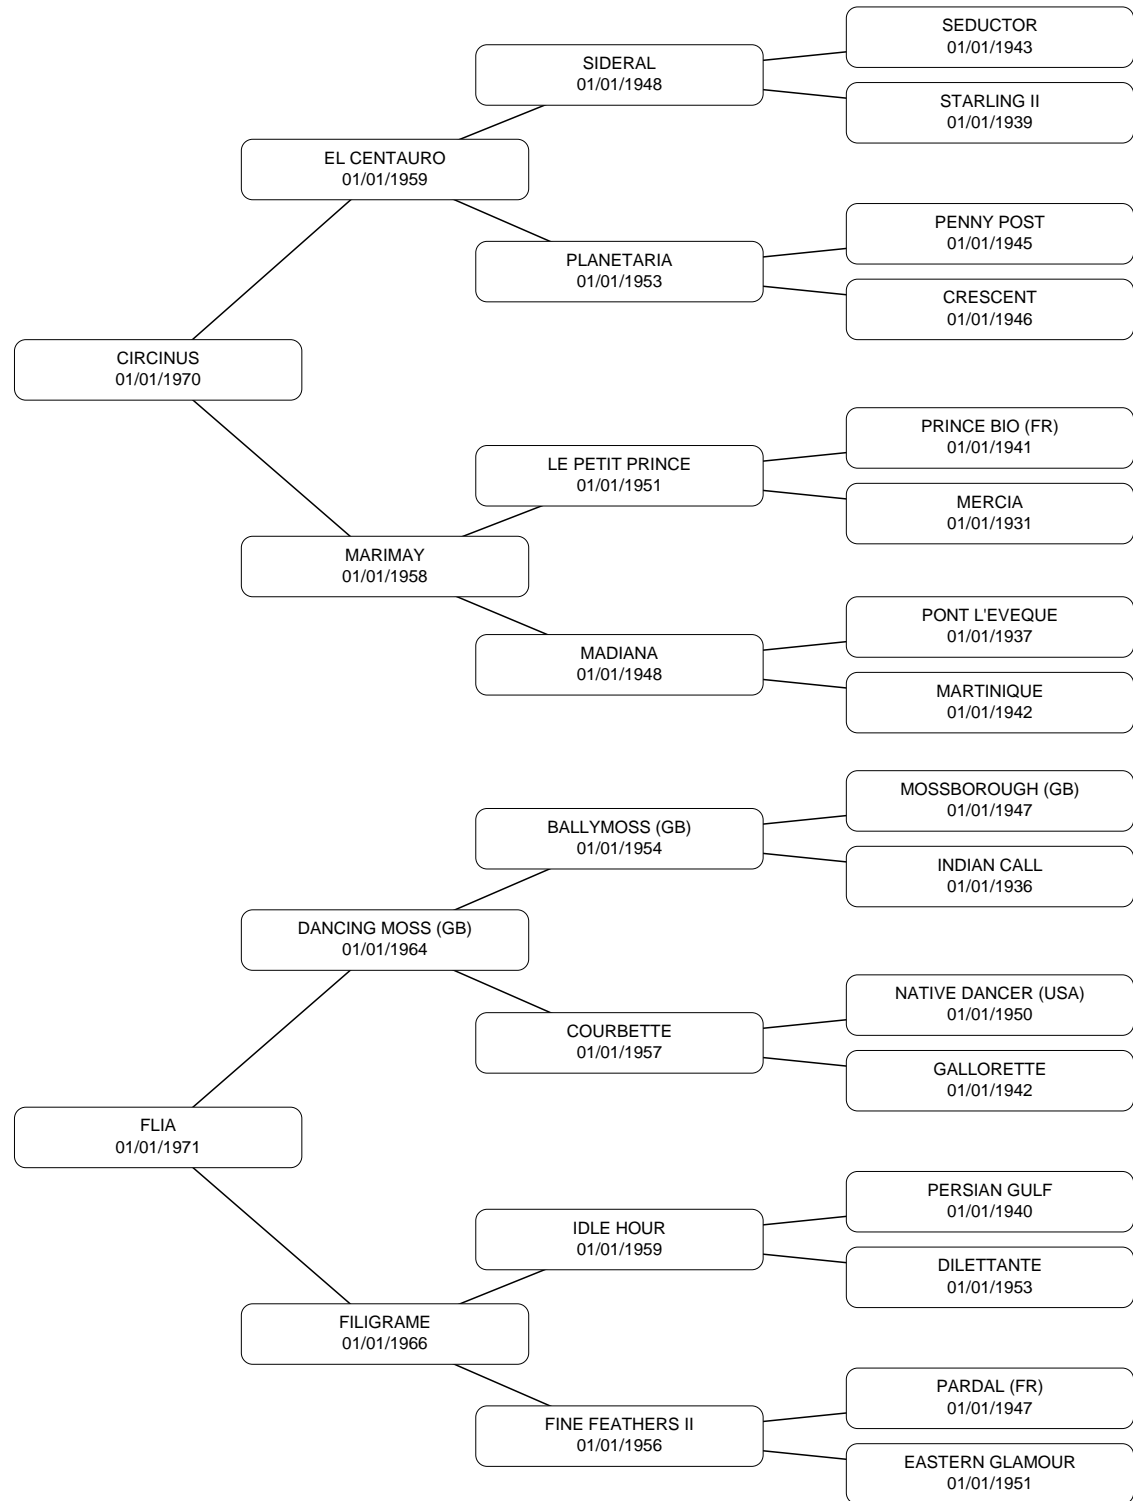 SEDUCTOR
01/01/1943
SIDERAL
01/01/1948
STARLING II
01/01/1939
EL CENTAURO
01/01/1959
PENNY POST
01/01/1945
PLANETARIA
01/01/1953
CRESCENT
01/01/1946
CIRCINUS
01/01/1970
PRINCE BIO (FR)
01/01/1941
LE PETIT PRINCE
01/01/1951
MERCIA
01/01/1931
MARIMAY
01/01/1958
PONT L'EVEQUE
01/01/1937
MADIANA
01/01/1948
MARTINIQUE
01/01/1942
MOSSBOROUGH (GB)
01/01/1947
BALLYMOSS (GB)
01/01/1954
INDIAN CALL
01/01/1936
DANCING MOSS (GB)
01/01/1964
NATIVE DANCER (USA)
01/01/1950
COURBETTE
01/01/1957
GALLORETTE
01/01/1942
FLIA
01/01/1971
PERSIAN GULF
01/01/1940
IDLE HOUR
01/01/1959
DILETTANTE
01/01/1953
FILIGRAME
01/01/1966
PARDAL (FR)
01/01/1947
FINE FEATHERS II
01/01/1956
EASTERN GLAMOUR
01/01/1951